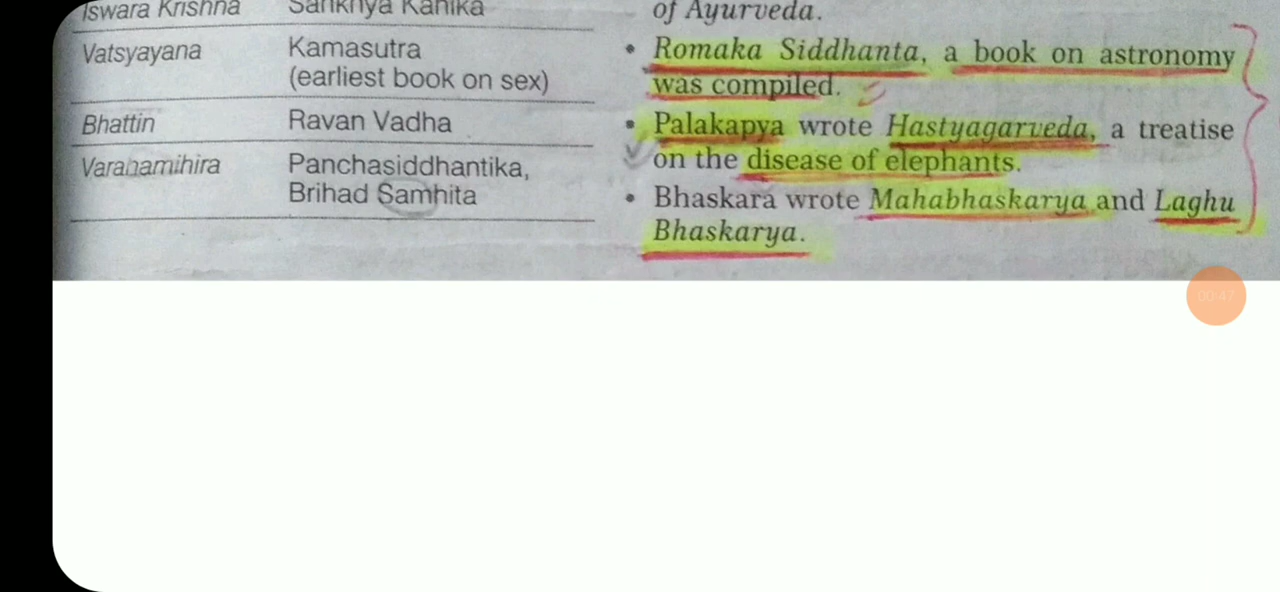 Iswara Krishna Sankhya Karika
Vatsyayana Kamasutra
(earliest book on sex)
Bhattin Ravan Vadha
Varahamihira Panchasiddhantika,
Brihad Samhita
of Ayurveda.
• Romaka Siddhanta, a book on astronomy
was compiled.
• Palakapya wrote Hastyagarveda, a treatise
on the disease of elephants.
• Bhaskara wrote Mahabhaskarya and Laghu
Bhaskarya.
00:47